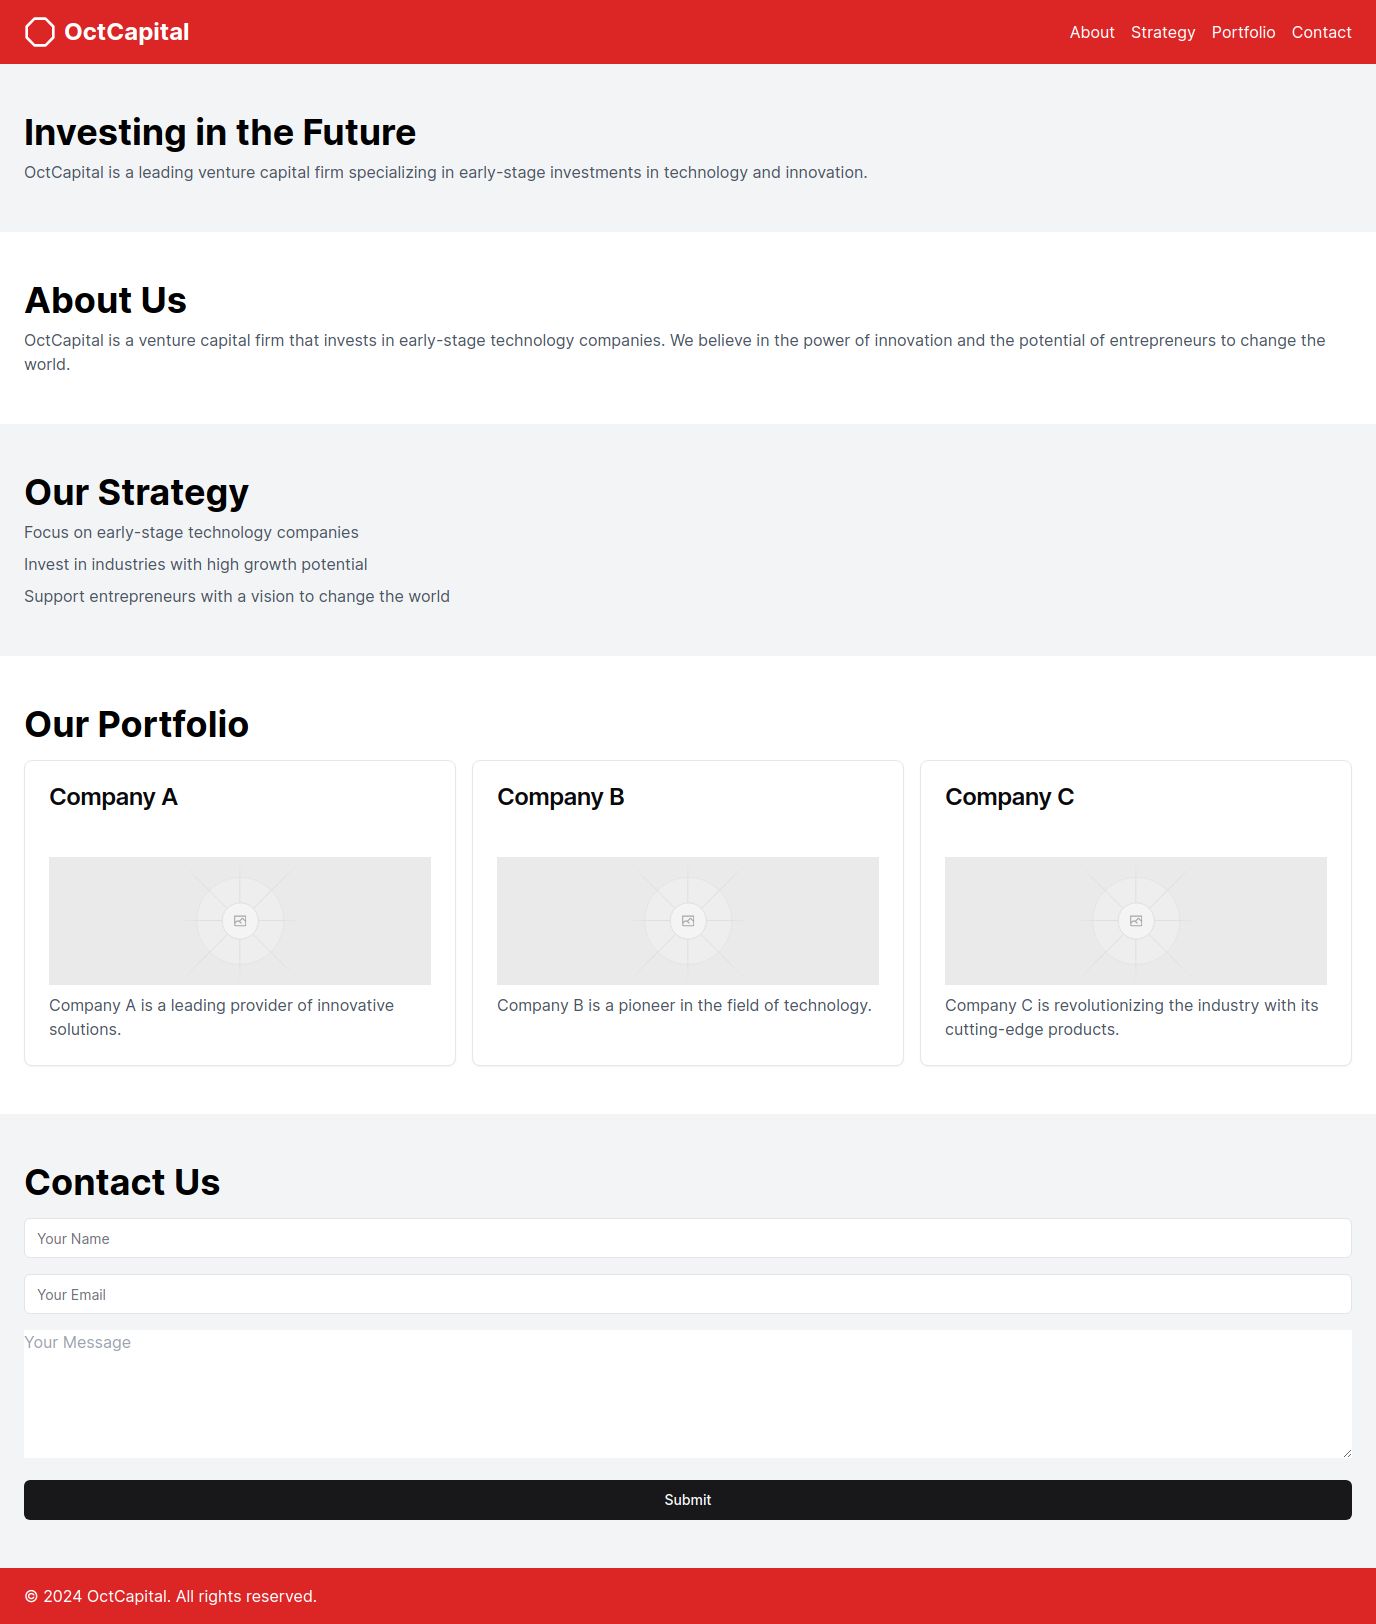 OctCapital
About Strategy Portfolio Contact
Investing in the Future
OctCapital is a leading venture capital firm specializing in early-stage investments in technology and innovation.
About Us
OctCapital is a venture capital firm that invests in early-stage technology companies. We believe in the power of innovation and the potential of entrepreneurs to change the
world.
Our Strategy
Focus on early-stage technology companies
Invest in industries with high growth potential
Support entrepreneurs with a vision to change the world
Our Portfolio
Company A
Company A is a leading provider of innovative
solutions.
Company B
Company B is a pioneer in the field of technology.
Company C
Company C is revolutionizing the industry with its
cutting-edge products.
Contact Us
Your Name
Your Email
Your Message
Submit
© 2024 OctCapital. All rights reserved.